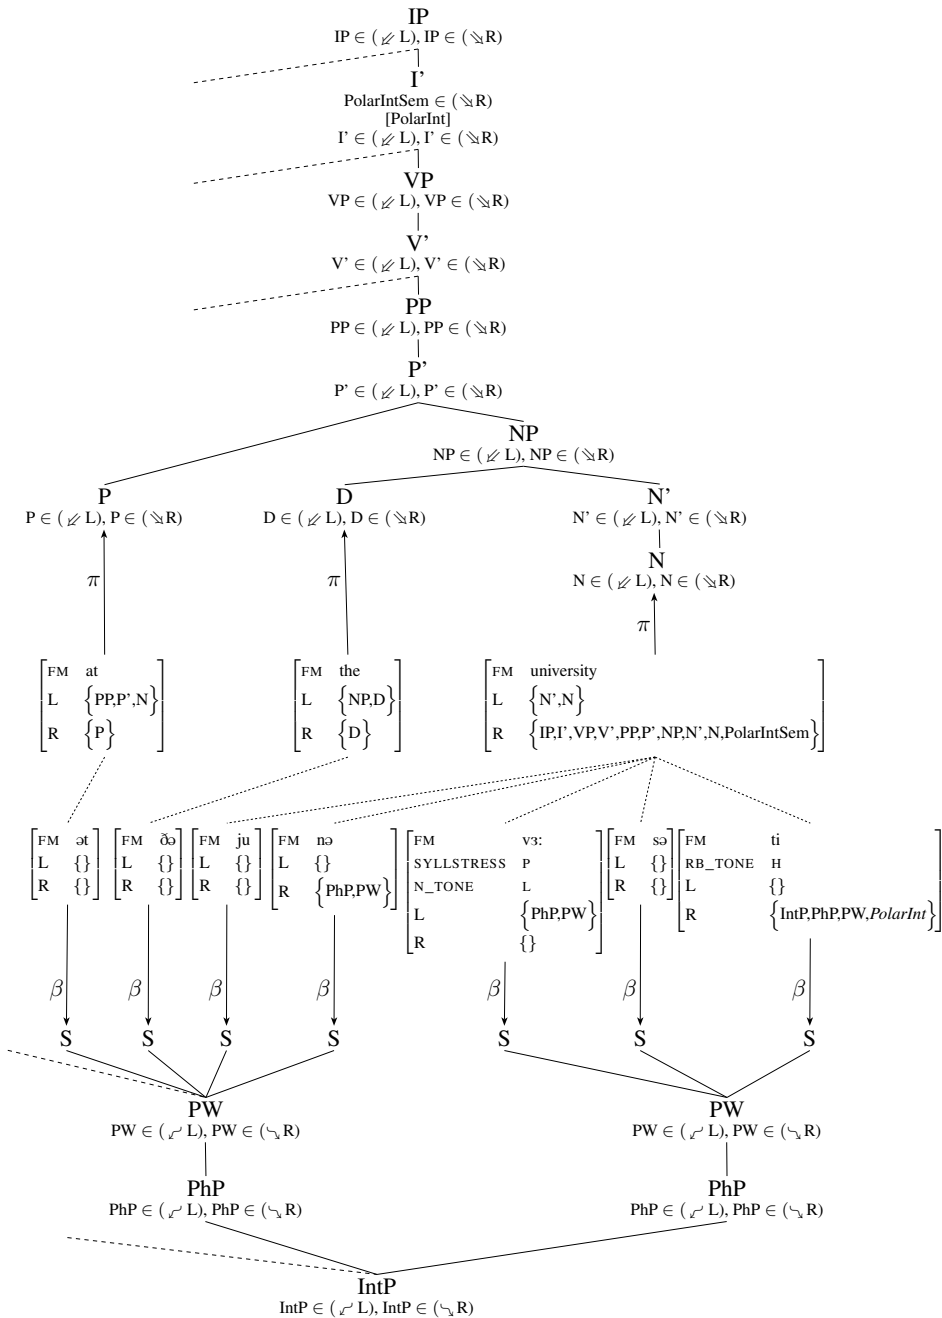 IP
IP ∈ (⇙ L), IP ∈ (⇘R)
I'
PolarIntSem ∈ (⇘R)
[PolarInt]
I' ∈ (⇙ L), I' ∈ (⇘R)
VP
VP ∈ (⇙ L), VP ∈ (⇘R)
V'
V' ∈ (⇙ L), V' ∈ (⇘R)
PP
PP ∈ (⇙ L), PP ∈ (⇘R)
P'
P' ∈ (⇙ L), P' ∈ (⇘R)
NP
NP ∈ (⇙ L), NP ∈ (⇘R)
P D N'
P ∈ (⇙ L), P ∈ (⇘R) D ∈ (⇙ L), D ∈ (⇘R) N' ∈ (⇙ L), N' ∈ (⇘R)
N
π π N ∈ (⇙ L), N ∈ (⇘R)
π
FM at FM the FM university
L {PP,P',N} L {NP,D} L {N',N}
R {P} R {D} R {IP,I',VP,V',PP,P',NP,N',N,PolarIntSem}
FM ət FM ðə FM ju FM nə FM vɜː FM sə FM ti
L {} L {} L {} L {} SYLLSTRESS P L {} RB_TONE H
R {} R {} R {} R {PhP,PW} N_TONE L R {} L {}
L {PhP,PW} R {IntP,PhP,PW,PolarInt}
R {}
β β β β β β β
S S S S S S S
PW PW
PW ∈ (⤶ L), PW ∈ (⤷ R) PW ∈ (⤶ L), PW ∈ (⤷ R)
PhP PhP
PhP ∈ (⤶ L), PhP ∈ (⤷ R) PhP ∈ (⤶ L), PhP ∈ (⤷ R)
IntP
IntP ∈ (⤶ L), IntP ∈ (⤷ R)